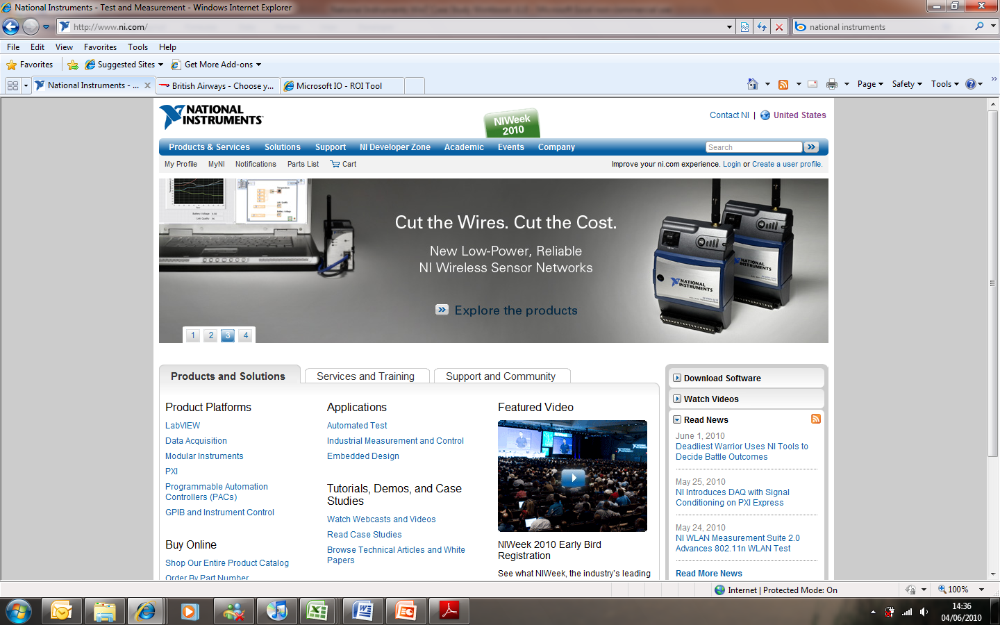 National Instruments - Test and Measurement - Windows Internet Explorer
http://www.ni.com/
national instruments
File Edit View Favorites Tools Help
Favorites Suggested Sites Get More Add-ons
National Instruments - ... British Airways - Choose y... Microsoft IO - ROI Tool
Page Safety Tools
NATIONAL
INSTRUMENTS
NIWeek
2010
Contact NI | United States
Products & Services Solutions Support NI Developer Zone Academic Events Company Search
My Profile MyNI Notifications Parts List Cart
Improve your ni.com experience. Login or Create a user profile.
Cut the Wires. Cut the Cost.
New Low-Power, Reliable
NI Wireless Sensor Networks
Explore the products
NATIONAL
INSTRUMENTS
NATIONAL
INSTRUMENTS
1 2 3 4
Products and Solutions Services and Training Support and Community
Product Platforms
LabVIEW
Data Acquisition
Modular Instruments
PXI
Programmable Automation
Controllers (PACs)
GPIB and Instrument Control
Buy Online
Shop Our Entire Product Catalog
Order By Part Number
Applications
Automated Test
Industrial Measurement and Control
Embedded Design
Tutorials, Demos, and Case
Studies
Watch Webcasts and Videos
Read Case Studies
Browse Technical Articles and White
Papers
Featured Video
NIWeek 2010 Early Bird
Registration
See what NIWeek, the industry's leading
Download Software
Watch Videos
Read News
June 1, 2010
Deadliest Warrior Uses NI Tools to
Decide Battle Outcomes
May 25, 2010
NI Introduces DAQ with Signal
Conditioning on PXI Express
May 24, 2010
NI WLAN Measurement Suite 2.0
Advances 802.11n WLAN Test
Read More News
Internet | Protected Mode: On
100%
14:36
04/06/2010